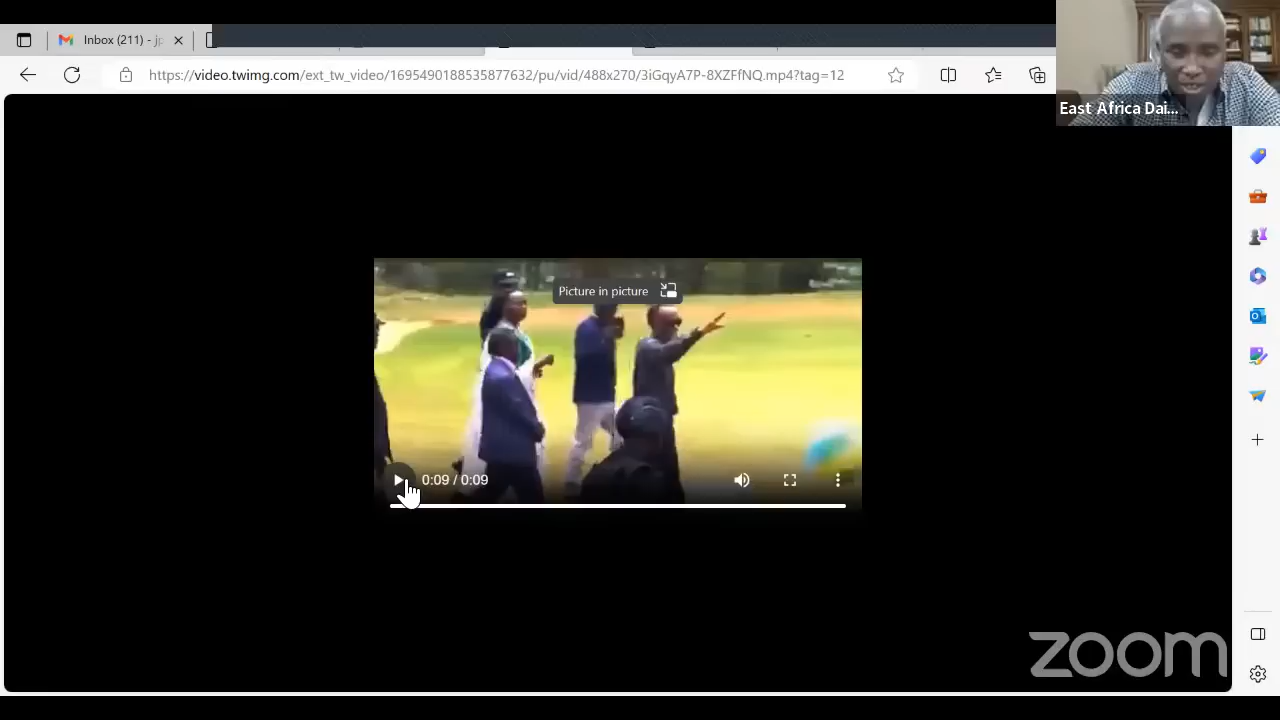 Inbox (211) - jp
https://video.twimg.com/ext_tw_video/1695490188535877632/pu/vid/488x270/3iGqyA7P-8XZFfNQ.mp4?tag=12
East Africa Dai...
Picture in picture
0:09 / 0:09
zoom